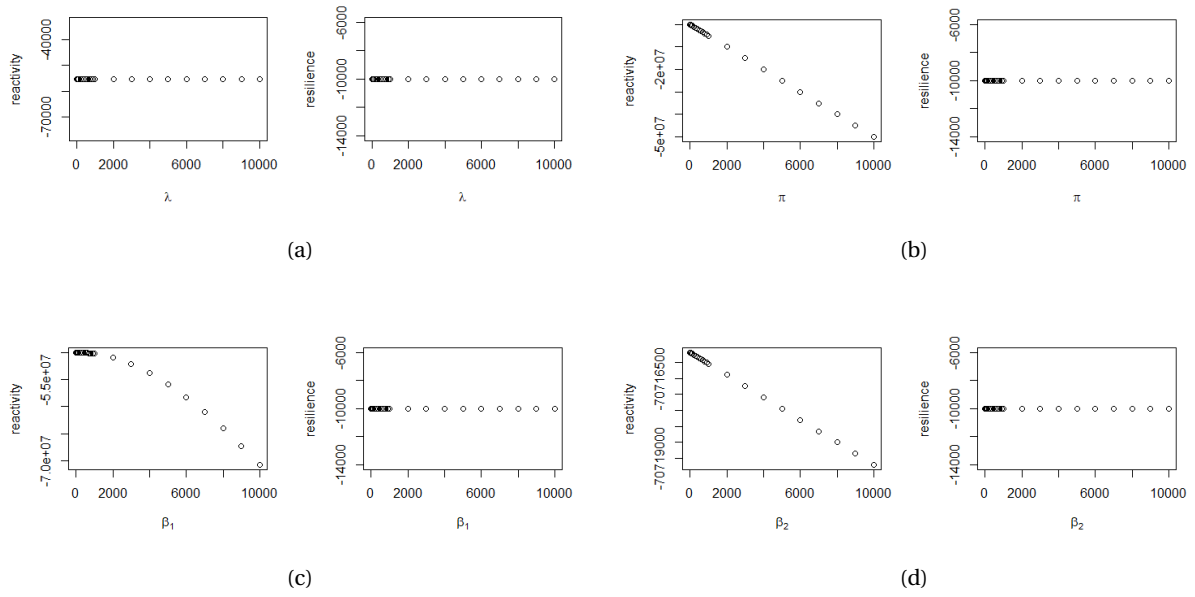 reactivity
-70000 -40000
0 2000 6000 10000
λ
resilience
-14000 -10000 -6000
0 2000 6000 10000
λ
(a)
reactivity
-5e+07 -2e+07
0 2000 6000 10000
π
resilience
-14000 -10000 -6000
0 2000 6000 10000
π
(b)
reactivity
-7.0e+07 -5.5e+07
0 2000 6000 10000
β1
resilience
-14000 -10000 -6000
0 2000 6000 10000
β1
(c)
reactivity
-70719000 -70716500
0 2000 6000 10000
β2
resilience
-14000 -10000 -6000
0 2000 6000 10000
β2
(d)